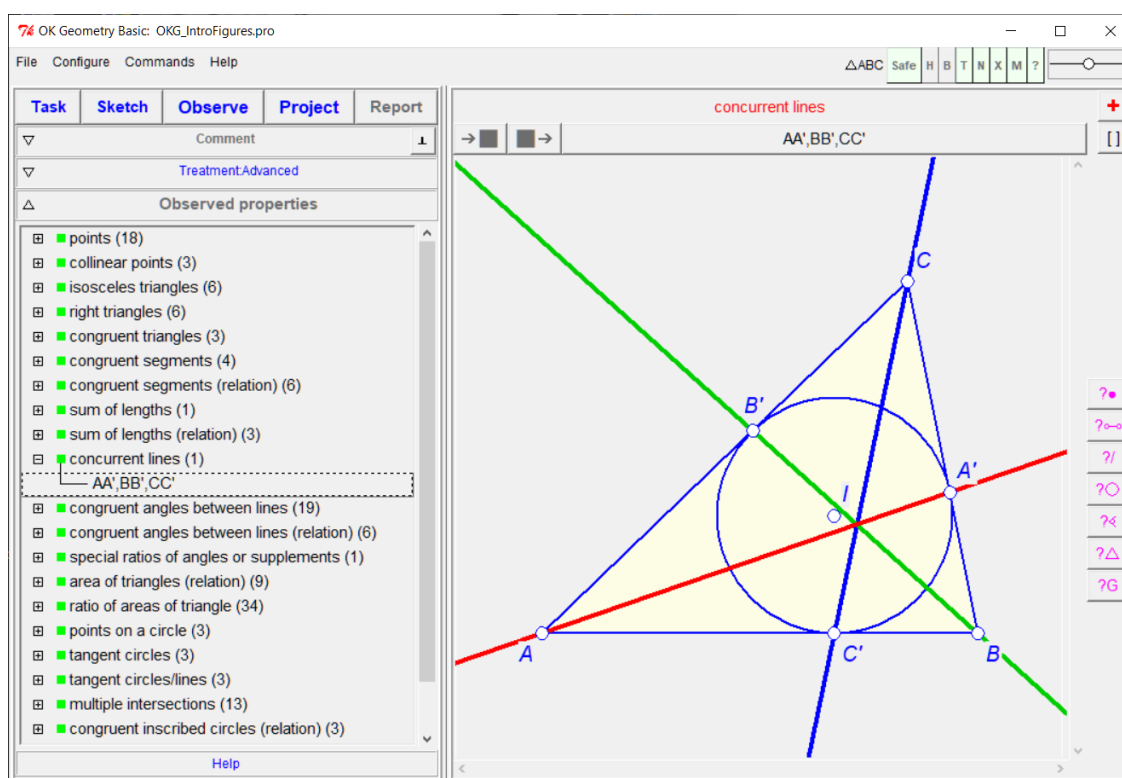 OK Geometry Basic: OKG_IntroFigures.pro
File Configure Commands Help
△ABC Safe H B T N X M ?
Task Sketch Observe Project Report
concurrent lines
+
Comment
AA',BB',CC'
[ ]
Treatment:Advanced
Observed properties
points (18)
collinear points (3)
isosceles triangles (6)
right triangles (6)
congruent triangles (3)
congruent segments (4)
congruent segments (relation) (6)
sum of lengths (1)
sum of lengths (relation) (3)
concurrent lines (1)
AA',BB',CC'
congruent angles between lines (19)
congruent angles between lines (relation) (6)
special ratios of angles or supplements (1)
area of triangles (relation) (9)
ratio of areas of triangle (34)
points on a circle (3)
tangent circles (3)
tangent circles/lines (3)
multiple intersections (13)
congruent inscribed circles (relation) (3)
Help
C
B'
A'
I
A
C'
B
?●
?o-o
?/
?○
?∢
?△
?G